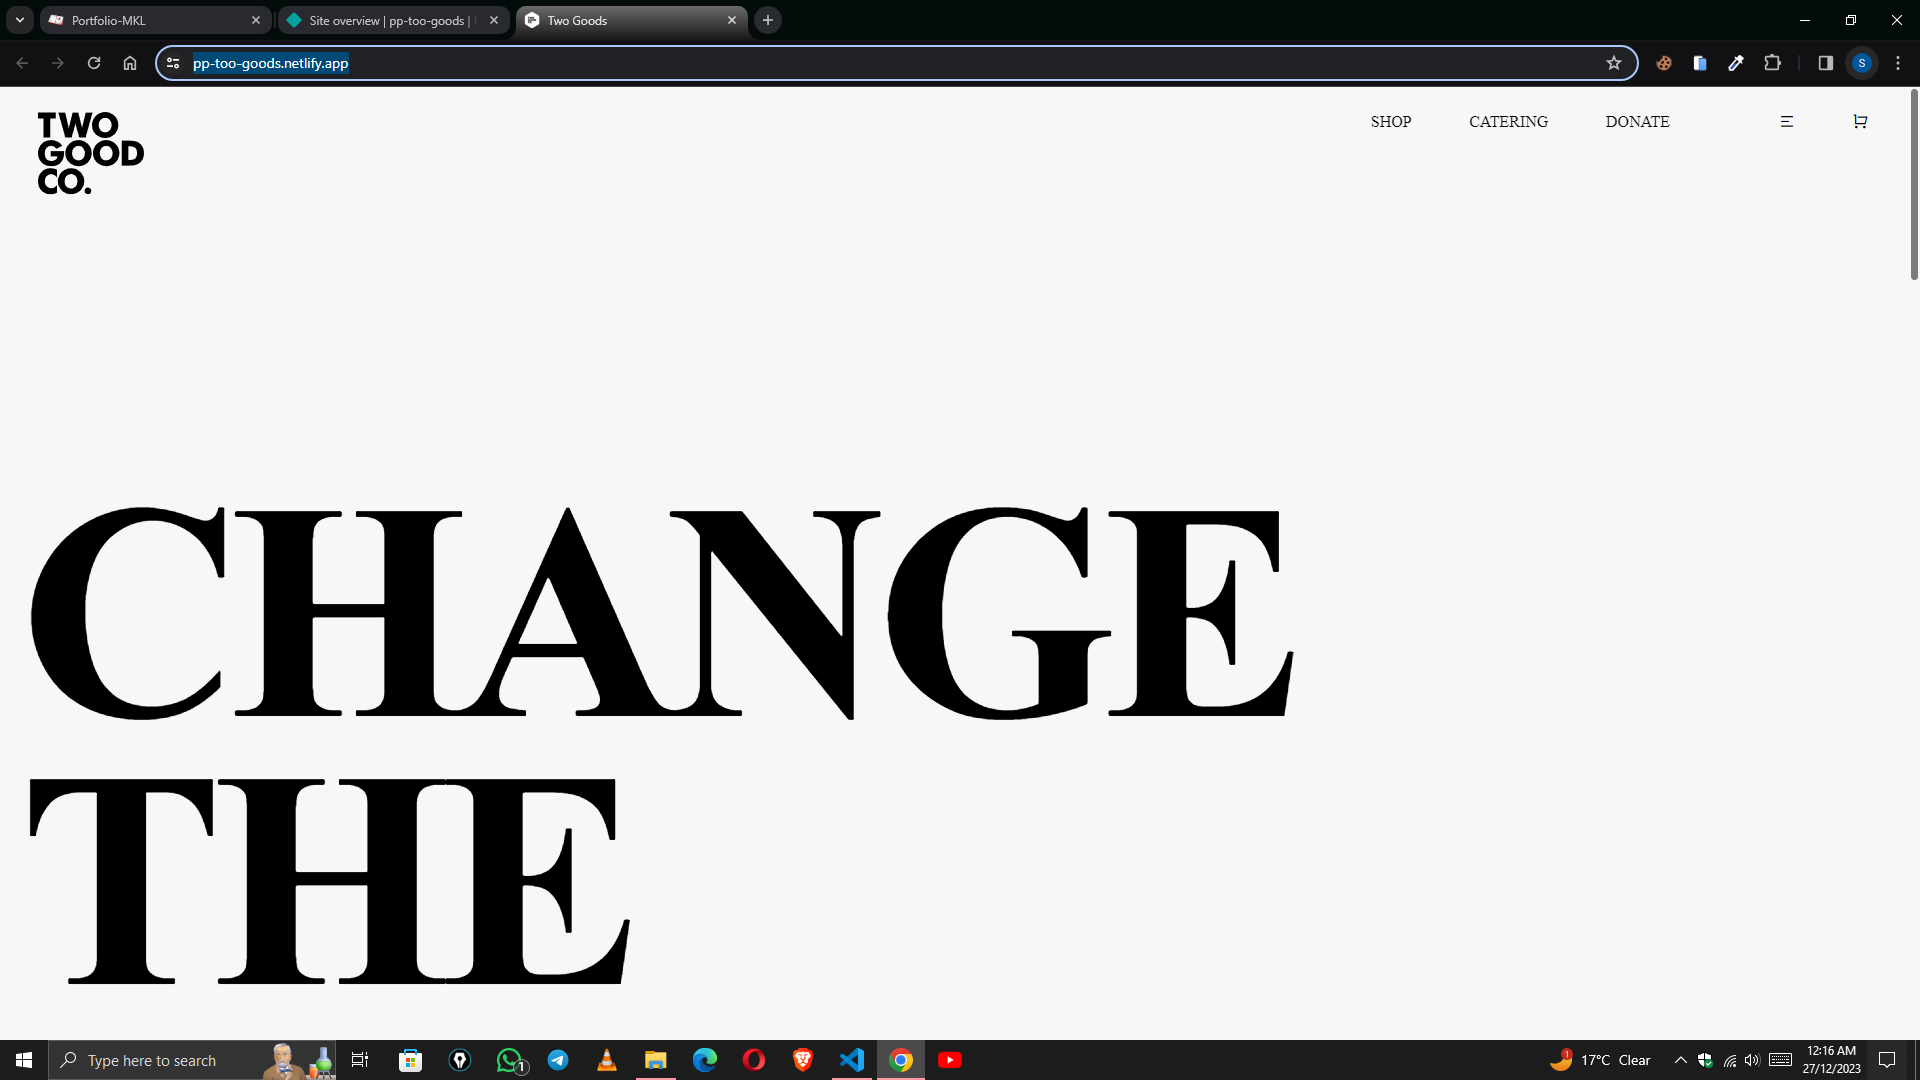 Portfolio-MKL
Site overview | pp-too-goods |
Two Goods
pp-too-goods.netlify.app
S
TWO
GOOD
CO.
SHOP
CATERING
DONATE
CHANGE
THE
Type here to search
1
1
17°C Clear
12:16 AM
27/12/2023